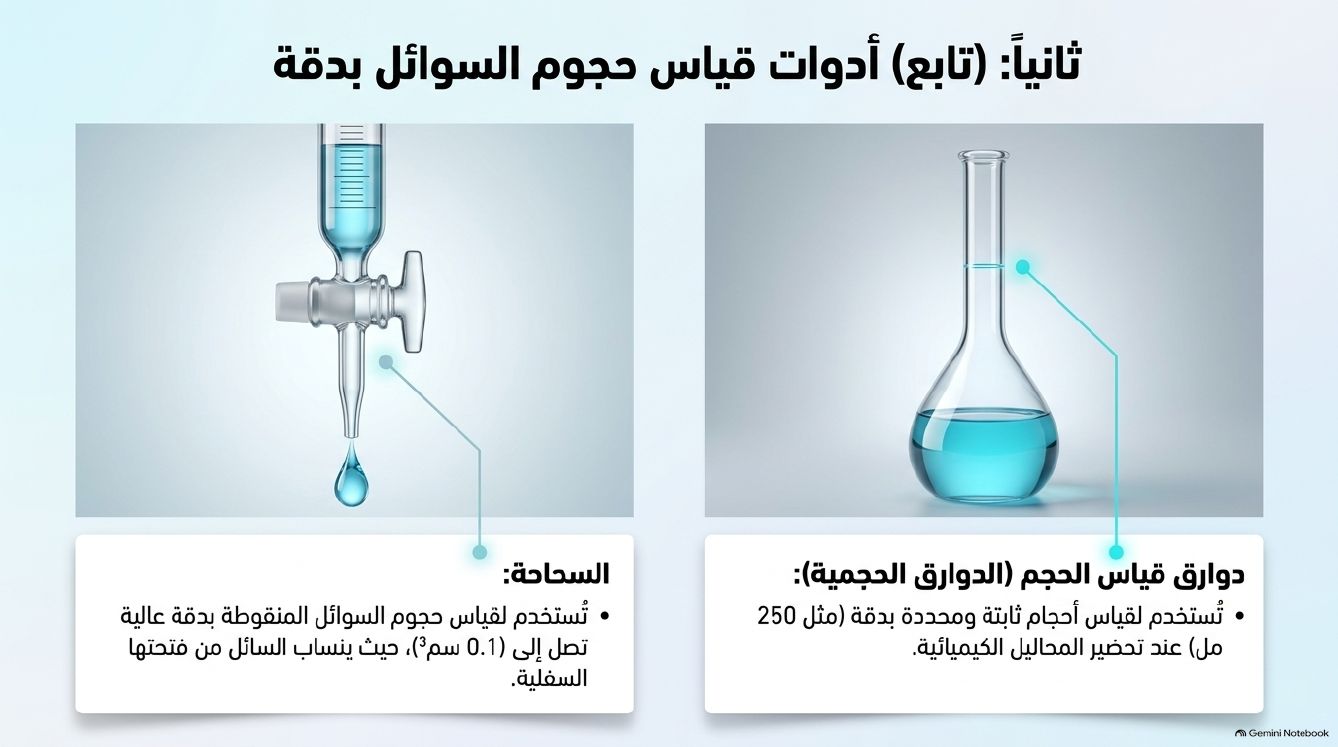 ثانياً: (تابع) أدوات قياس حجوم السوائل بدقة
دوارق قياس الحجم (الدوارق الحجمية):
• تُستخدم لقياس أحجام ثابتة ومحددة بدقة (مثل 250
مل) عند تحضير المحاليل الكيميائية.
السحاحة:
• تُستخدم لقياس حجوم السوائل المنقوطة بدقة عالية
تصل إلى (0.1 سم³)، حيث ينساب السائل من فتحتها
السفلية.
Gemini Notebook